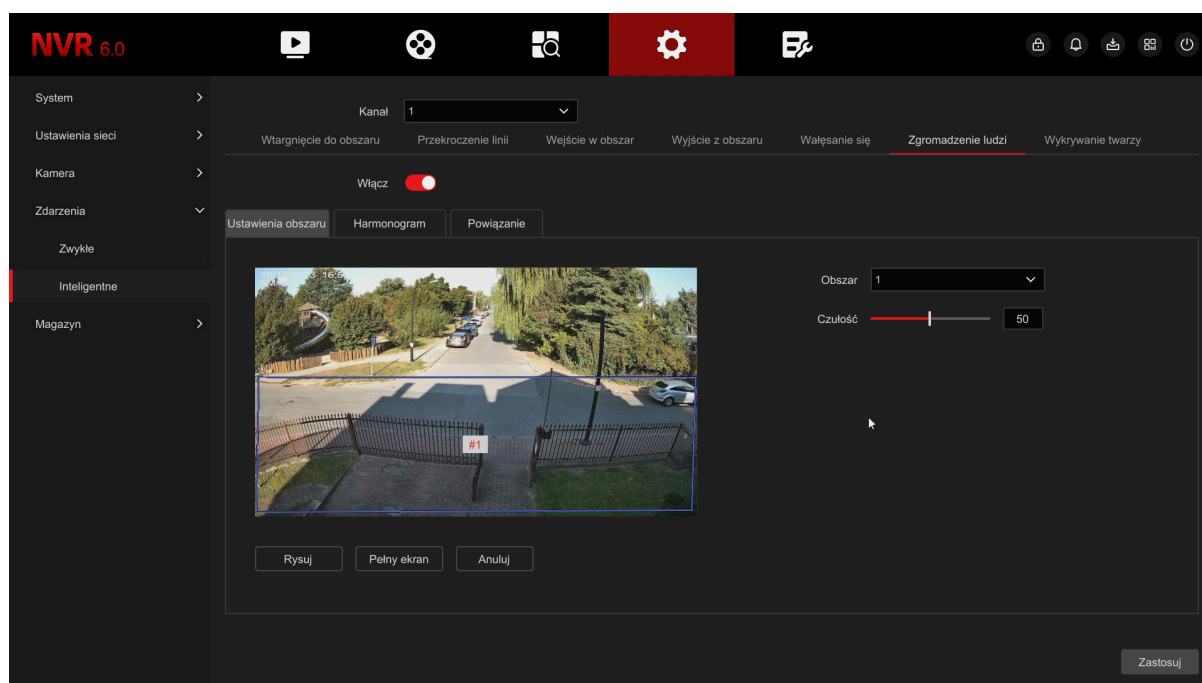 NVR 6.0
System
Ustawienia sieci
Kamera
Zdarzenia
Zwykłe
Inteligentne
Magazyn
Kanał 1
Wtargnięcie do obszaru Przekroczenie linii Wejście w obszar Wyjście z obszaru Wałęsanie się Zgromadzenie ludzi Wykrywanie twarzy
Włącz
Ustawienia obszaru Harmonogram Powiązanie
#1
Obszar 1
Czułość 50
Rysuj Pełny ekran Anuluj
Zastosuj